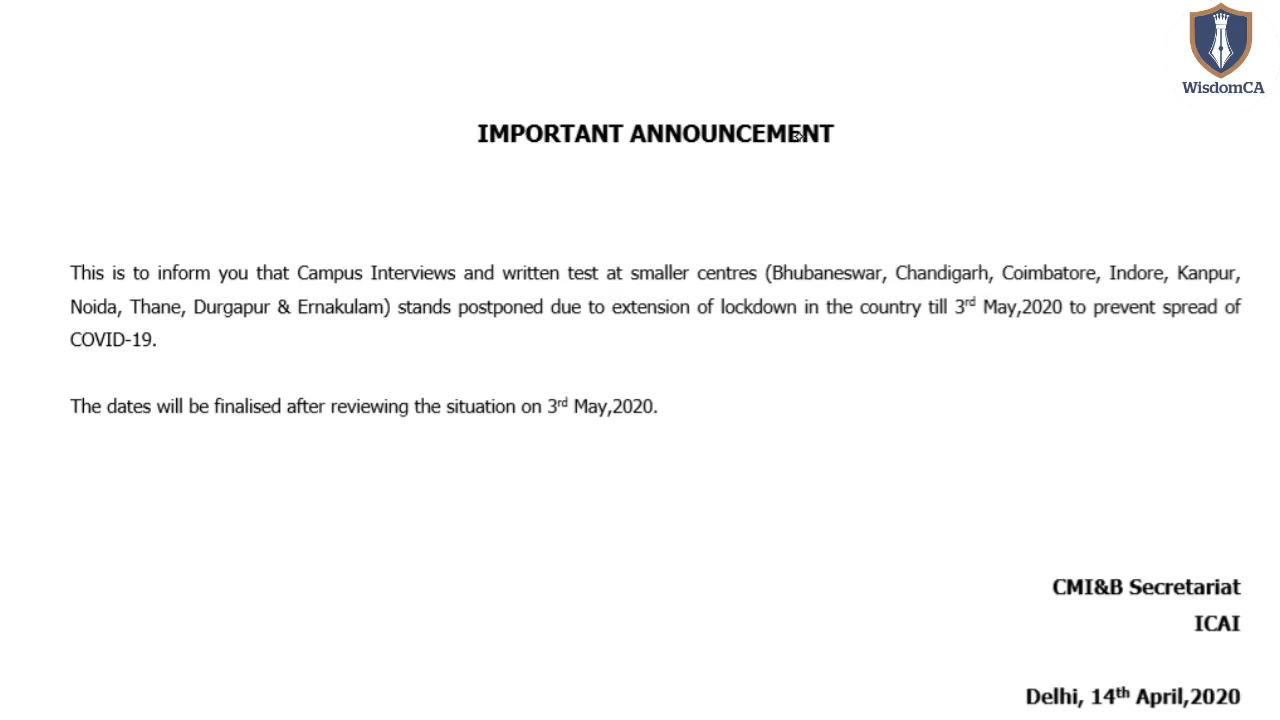 WisdomCA
IMPORTANT ANNOUNCEMENT
This is to inform you that Campus Interviews and written test at smaller centres (Bhubaneswar, Chandigarh, Coimbatore, Indore, Kanpur,
Noida, Thane, Durgapur & Ernakulam) stands postponed due to extension of lockdown in the country till 3rd May,2020 to prevent spread of
COVID-19.
The dates will be finalised after reviewing the situation on 3rd May,2020.
CMI&B Secretariat
ICAI
Delhi, 14th April,2020